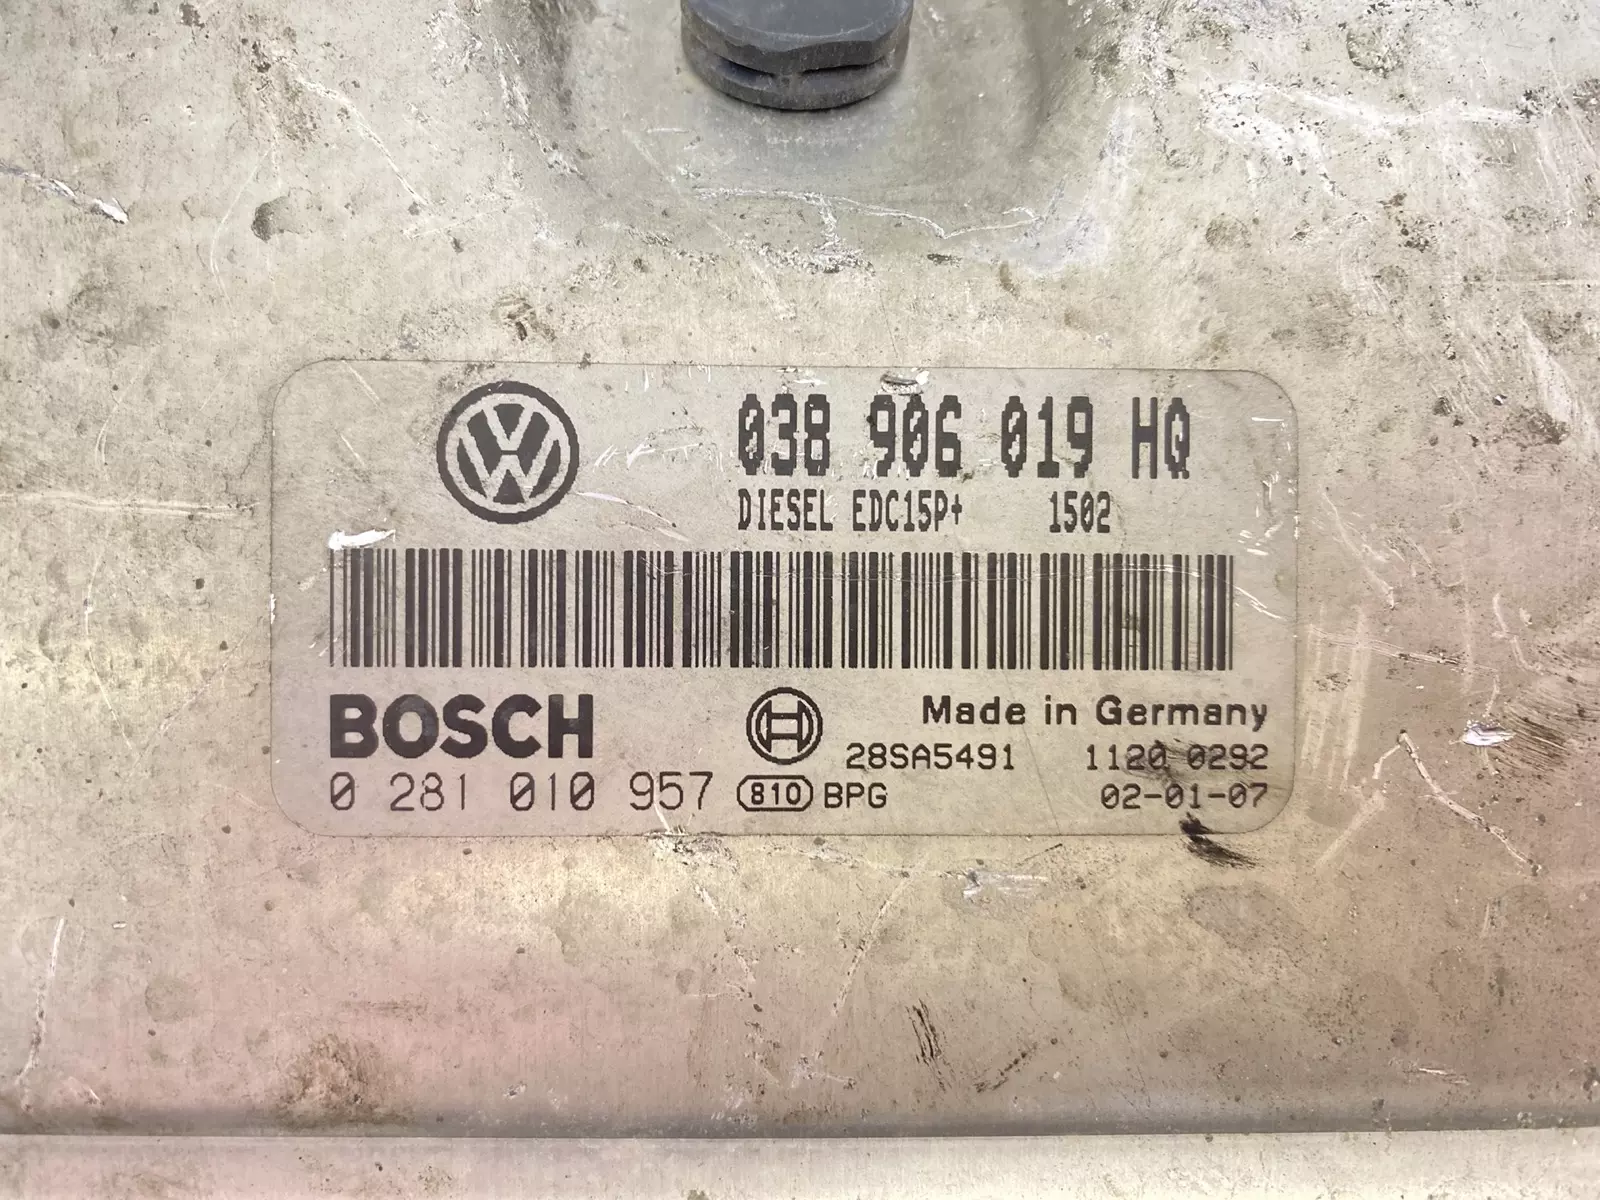 038 906 019 HQ
DIESEL EDC15P+ 1502
BOSCH
Made in Germany
28SA5491 1120 0292
0 281 010 957 810 BPG 02-01-07